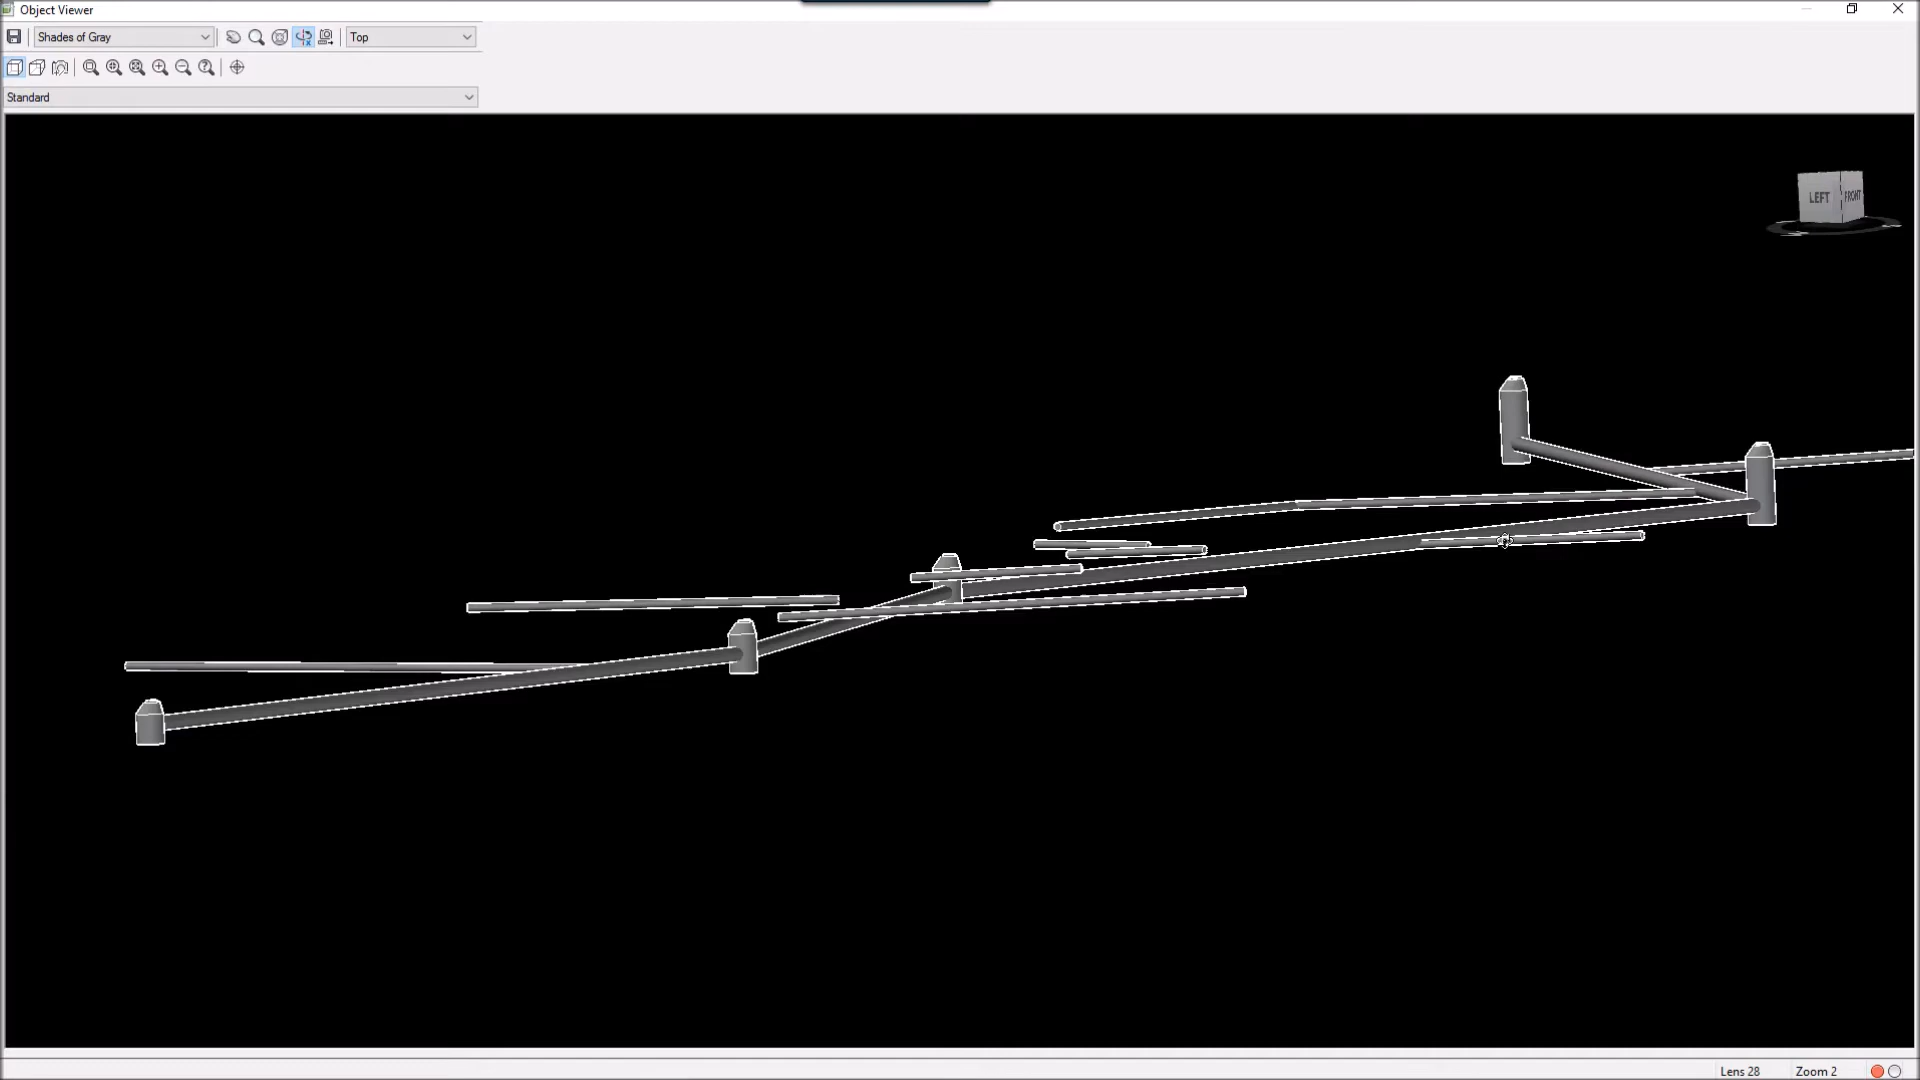 Object Viewer
Shades of Gray
Top
Standard
LEFT
FRONT
Lens 28
Zoom 2